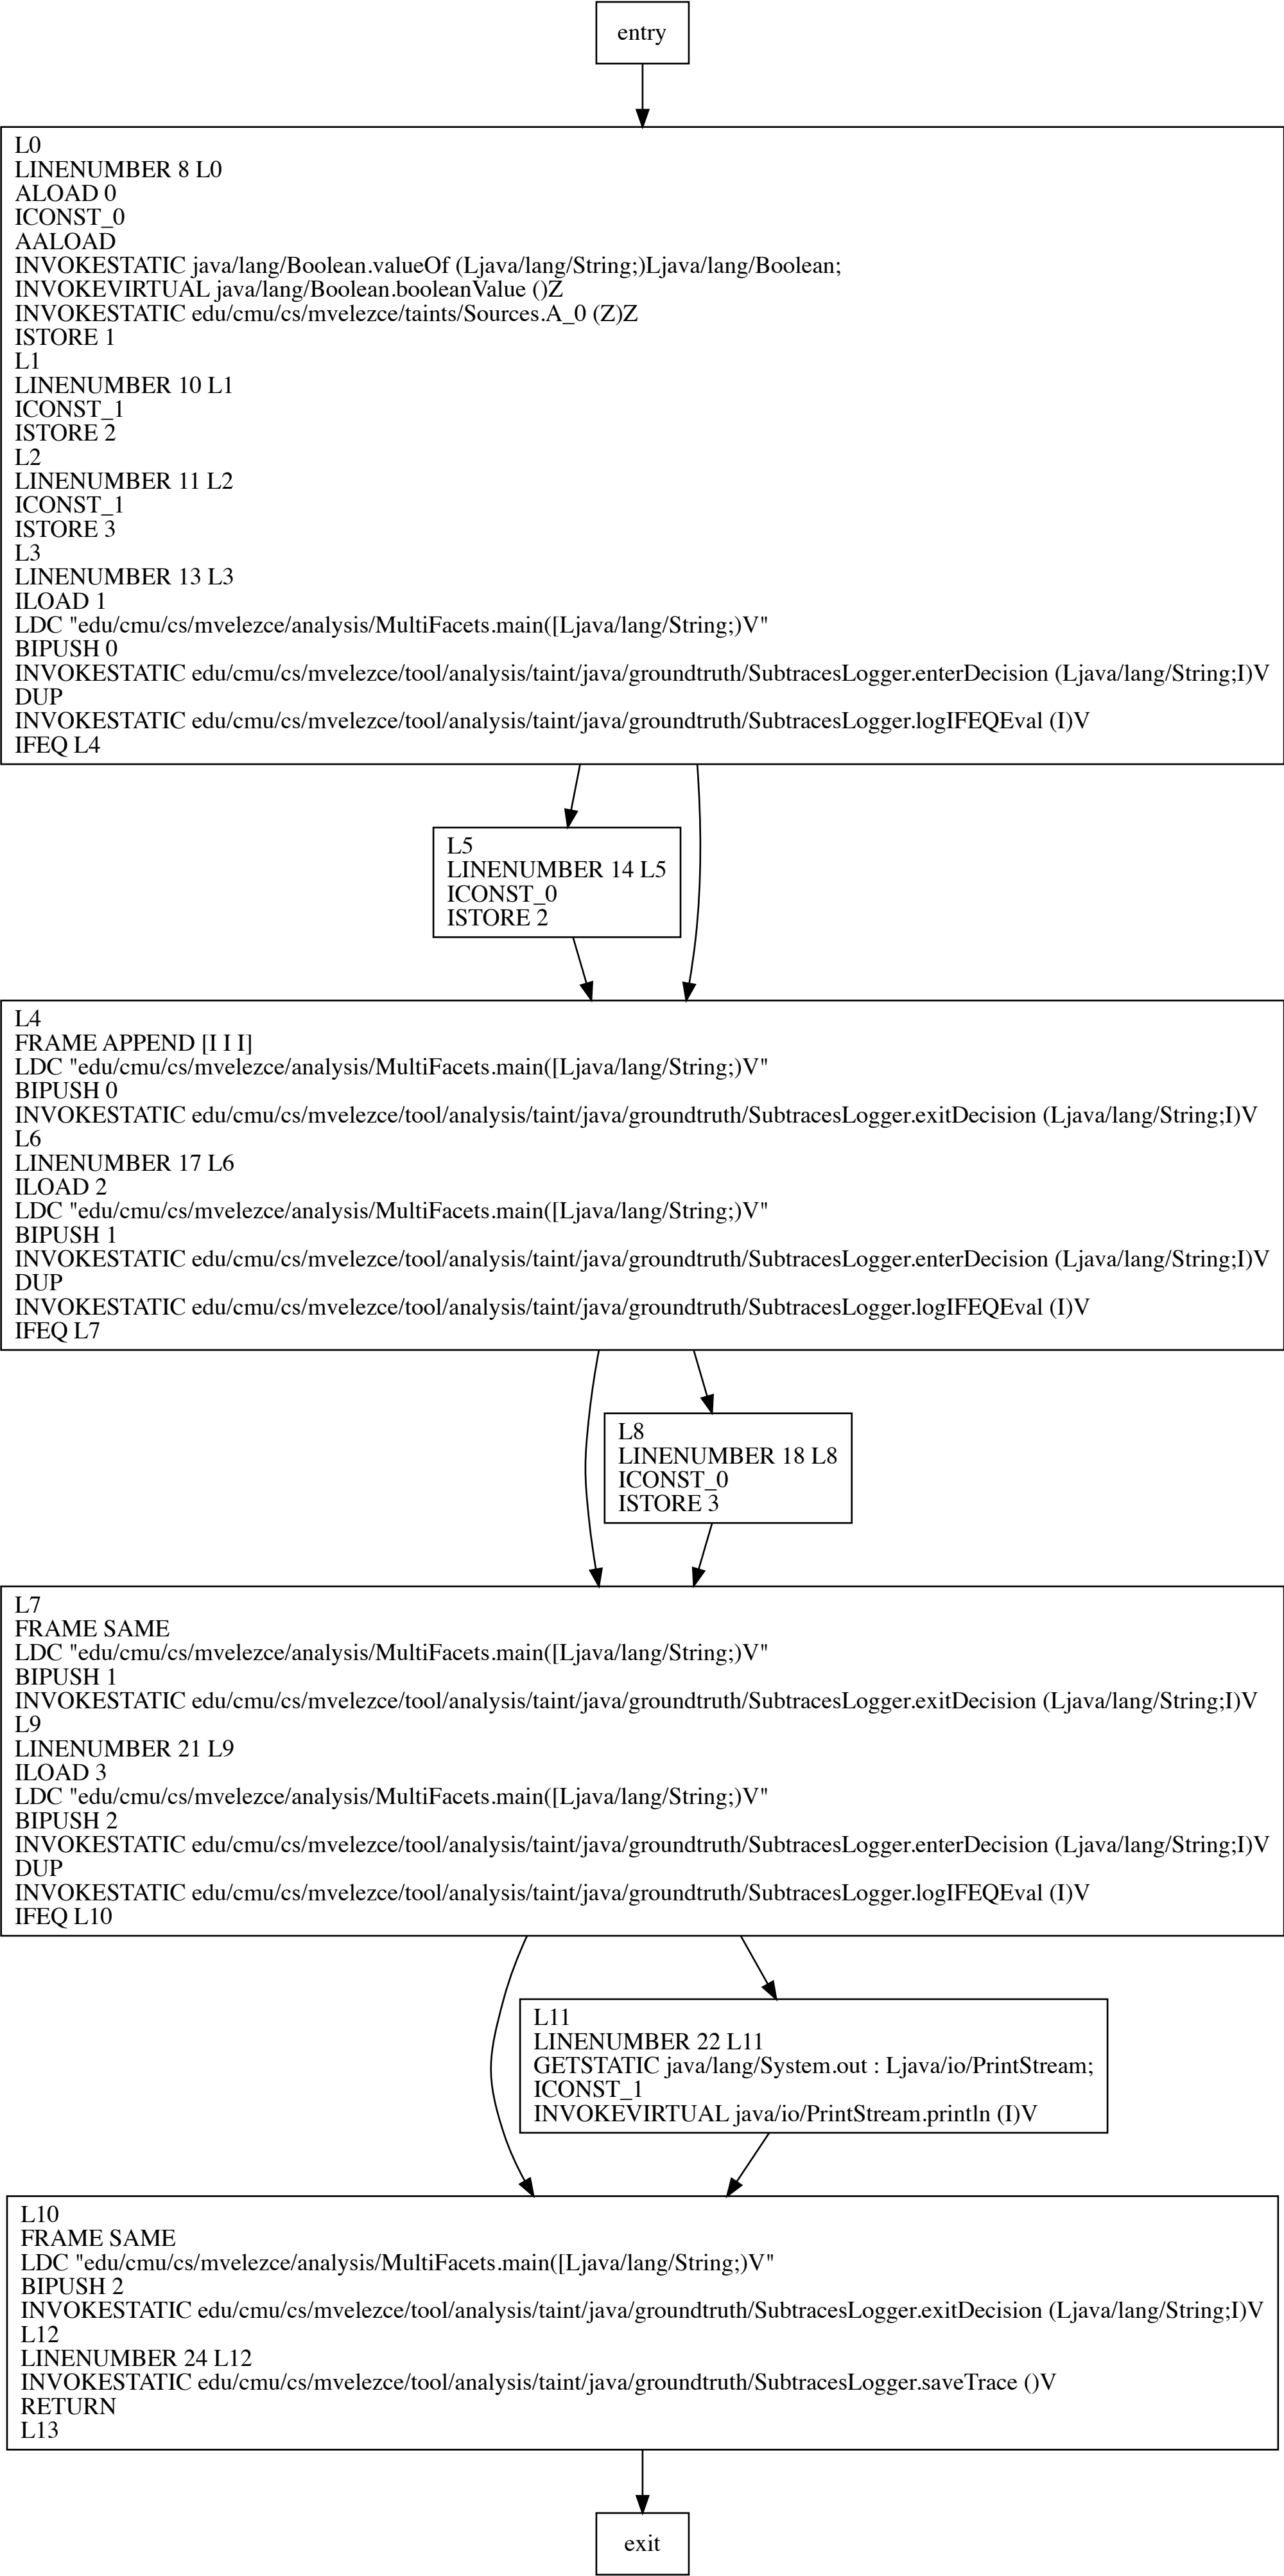 entry
L0
LINENUMBER 8 L0
ALOAD 0
ICONST_0
AALOAD
INVOKESTATIC java/lang/Boolean.valueOf (Ljava/lang/String;)Ljava/lang/Boolean;
INVOKEVIRTUAL java/lang/Boolean.booleanValue ()Z
INVOKESTATIC edu/cmu/cs/mvelezce/taints/Sources.A_0 (Z)Z
ISTORE 1
L1
LINENUMBER 10 L1
ICONST_1
ISTORE 2
L2
LINENUMBER 11 L2
ICONST_1
ISTORE 3
L3
LINENUMBER 13 L3
ILOAD 1
LDC "edu/cmu/cs/mvelezce/analysis/MultiFacets.main([Ljava/lang/String;)V"
BIPUSH 0
INVOKESTATIC edu/cmu/cs/mvelezce/tool/analysis/taint/java/groundtruth/SubtracesLogger.enterDecision (Ljava/lang/String;I)V
DUP
INVOKESTATIC edu/cmu/cs/mvelezce/tool/analysis/taint/java/groundtruth/SubtracesLogger.logIFEQEval (I)V
IFEQ L4
L5
LINENUMBER 14 L5
ICONST_0
ISTORE 2
L4
FRAME APPEND [I I I]
LDC "edu/cmu/cs/mvelezce/analysis/MultiFacets.main([Ljava/lang/String;)V"
BIPUSH 0
INVOKESTATIC edu/cmu/cs/mvelezce/tool/analysis/taint/java/groundtruth/SubtracesLogger.exitDecision (Ljava/lang/String;I)V
L6
LINENUMBER 17 L6
ILOAD 2
LDC "edu/cmu/cs/mvelezce/analysis/MultiFacets.main([Ljava/lang/String;)V"
BIPUSH 1
INVOKESTATIC edu/cmu/cs/mvelezce/tool/analysis/taint/java/groundtruth/SubtracesLogger.enterDecision (Ljava/lang/String;I)V
DUP
INVOKESTATIC edu/cmu/cs/mvelezce/tool/analysis/taint/java/groundtruth/SubtracesLogger.logIFEQEval (I)V
IFEQ L7
L8
LINENUMBER 18 L8
ICONST_0
ISTORE 3
L7
FRAME SAME
LDC "edu/cmu/cs/mvelezce/analysis/MultiFacets.main([Ljava/lang/String;)V"
BIPUSH 1
INVOKESTATIC edu/cmu/cs/mvelezce/tool/analysis/taint/java/groundtruth/SubtracesLogger.exitDecision (Ljava/lang/String;I)V
L9
LINENUMBER 21 L9
ILOAD 3
LDC "edu/cmu/cs/mvelezce/analysis/MultiFacets.main([Ljava/lang/String;)V"
BIPUSH 2
INVOKESTATIC edu/cmu/cs/mvelezce/tool/analysis/taint/java/groundtruth/SubtracesLogger.enterDecision (Ljava/lang/String;I)V
DUP
INVOKESTATIC edu/cmu/cs/mvelezce/tool/analysis/taint/java/groundtruth/SubtracesLogger.logIFEQEval (I)V
IFEQ L10
L11
LINENUMBER 22 L11
GETSTATIC java/lang/System.out : Ljava/io/PrintStream;
ICONST_1
INVOKEVIRTUAL java/io/PrintStream.println (I)V
L10
FRAME SAME
LDC "edu/cmu/cs/mvelezce/analysis/MultiFacets.main([Ljava/lang/String;)V"
BIPUSH 2
INVOKESTATIC edu/cmu/cs/mvelezce/tool/analysis/taint/java/groundtruth/SubtracesLogger.exitDecision (Ljava/lang/String;I)V
L12
LINENUMBER 24 L12
INVOKESTATIC edu/cmu/cs/mvelezce/tool/analysis/taint/java/groundtruth/SubtracesLogger.saveTrace ()V
RETURN
L13
exit